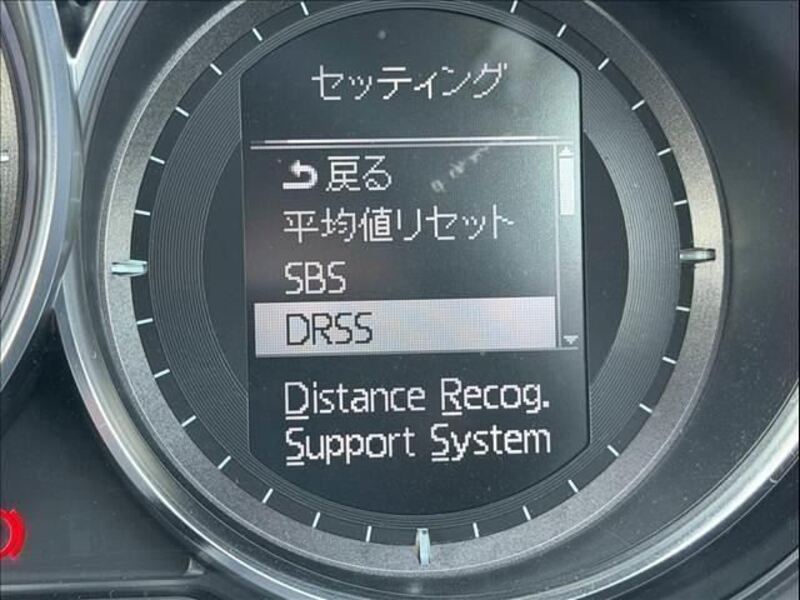 セッティング
戻る
平均値リセット
SBS
DRSS
Distance Recog.
Support System